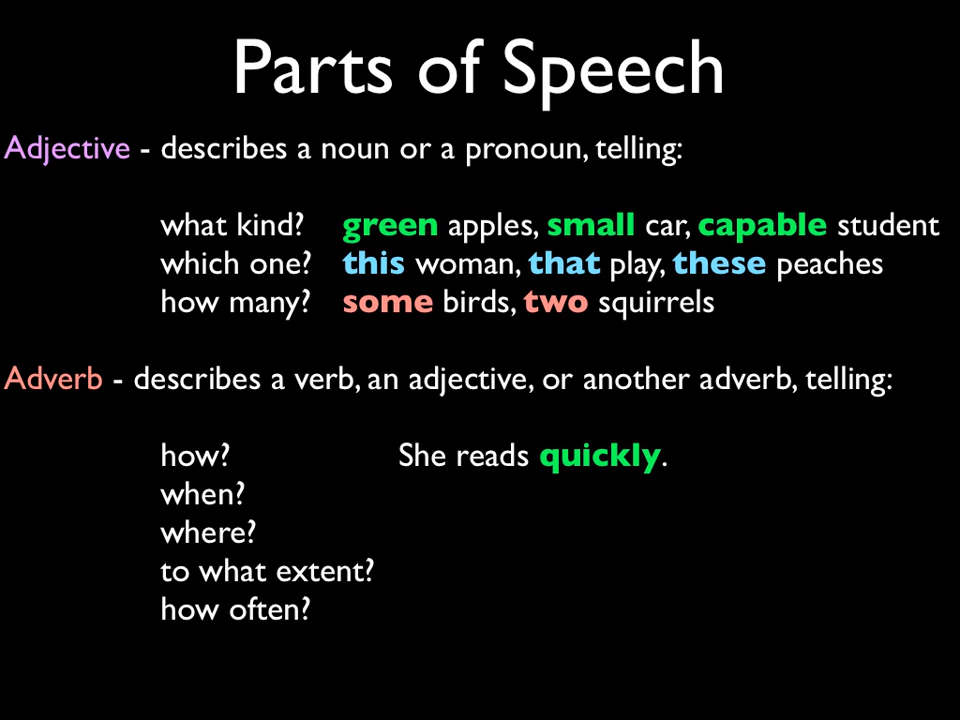 Parts of Speech
Adjective - describes a noun or a pronoun, telling:
what kind? green apples, small car, capable student
which one? this woman, that play, these peaches
how many? some birds, two squirrels
Adverb - describes a verb, an adjective, or another adverb, telling:
how? She reads quickly.
when?
where?
to what extent?
how often?